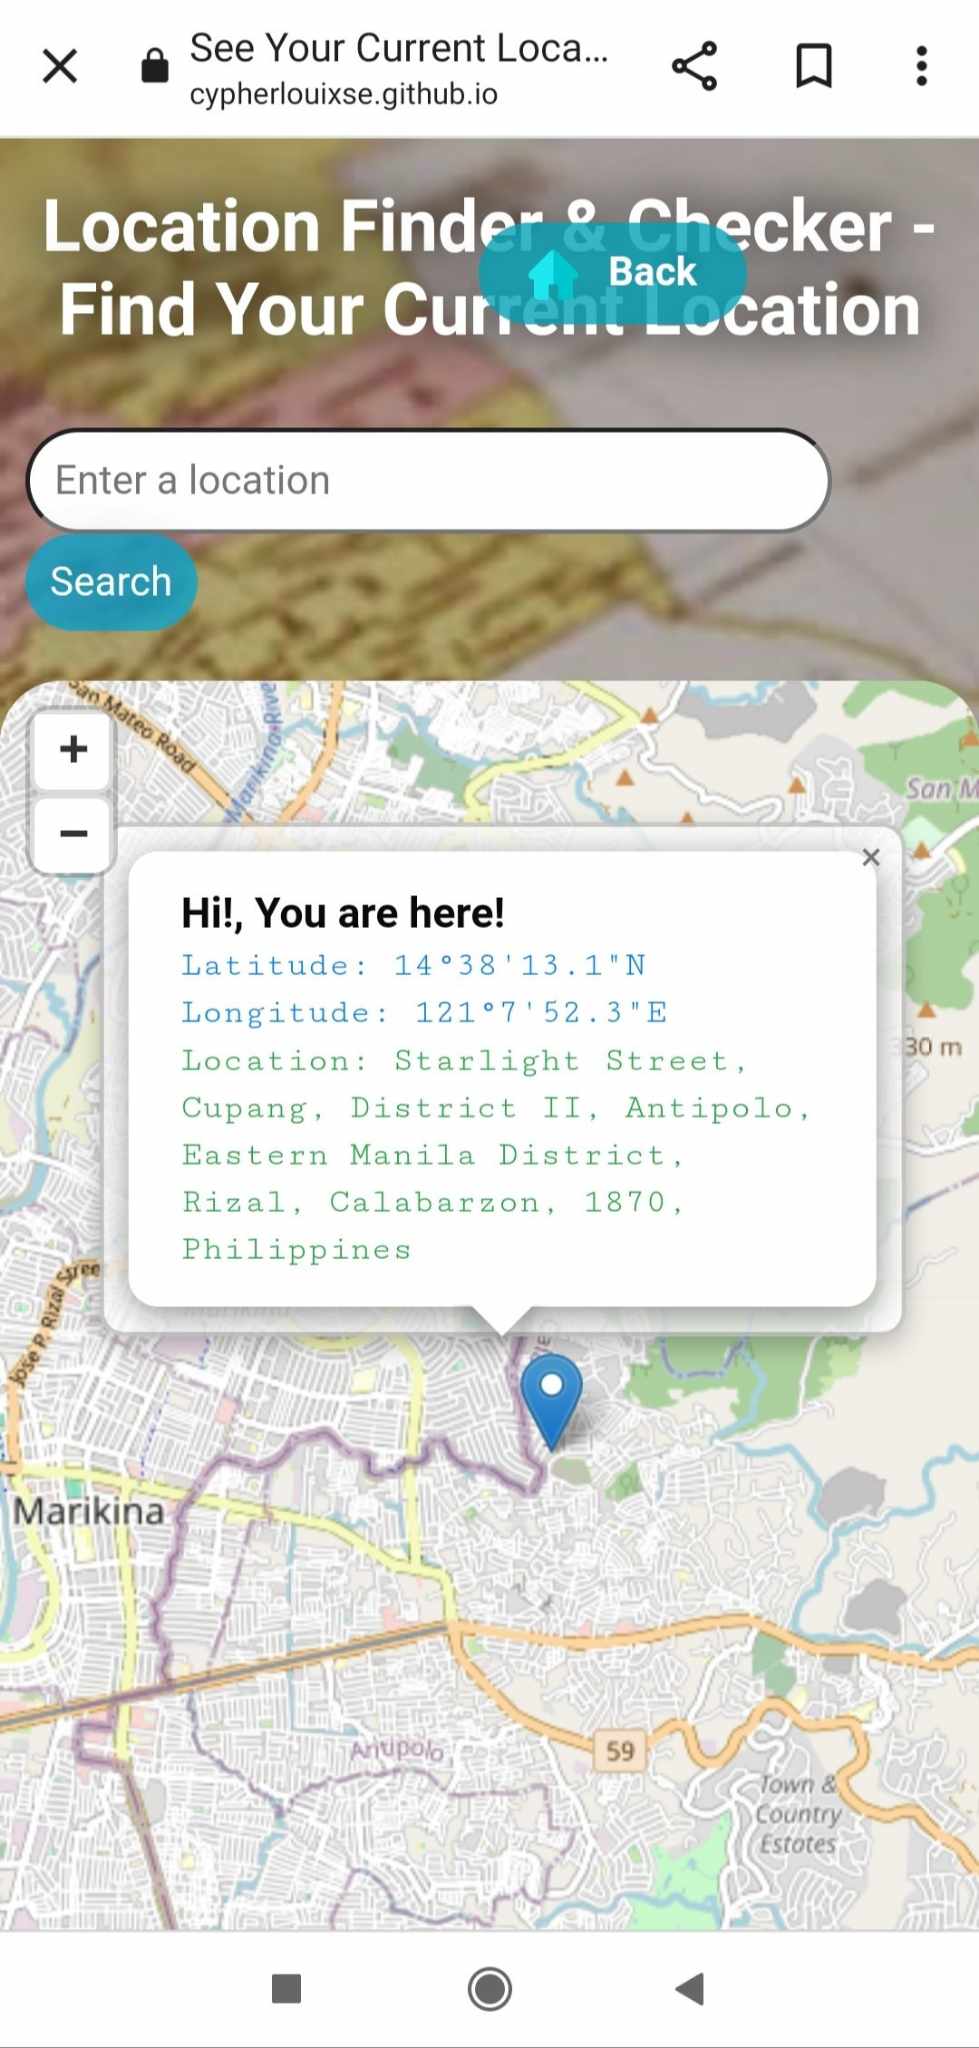 See Your Current Loca...
cypherlouixse.github.io
Location Finder & Checker -
Find Your Current Location
Back
Enter a location
Search
San Mateo Road
Marikina Rive
+
−
San M
×
Hi!, You are here!
Latitude: 14°38'13.1"N
Longitude: 121°7'52.3"E
Location: Starlight Street,
Cupang, District II, Antipolo,
Eastern Manila District,
Rizal, Calabarzon, 1870,
Philippines
30 m
Jose P. Rizal Stree
Marikina
Antipolo
59
Town &
Country
Estates